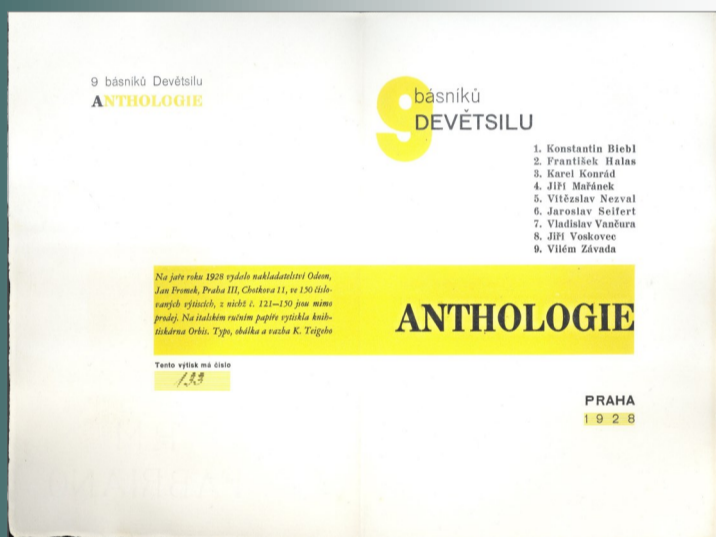 9 básníků Devětsilu
ANTHOLOGIE
Na jaře roku 1928 vydalo nakladatelství Odeon,
Jan Fromek, Praha III, Chotkova 11, ve 150 číslo-
vaných výtiscích, z nichž č. 121—150 jsou mimo
prodej. Na italském ručním papíře vytiskla knih-
tiskárna Orbis. Typo, obálka a vazba K. Teigeho
Tento výtisk má číslo
133
9 básníků
DEVĚTSILU
1. Konstantin Biebl
2. František Halas
3. Karel Konrád
4. Jiří Mařánek
5. Vítězslav Nezval
6. Jaroslav Seifert
7. Vladislav Vančura
8. Jiří Voskovec
9. Vilém Závada
ANTHOLOGIE
PRAHA
1928